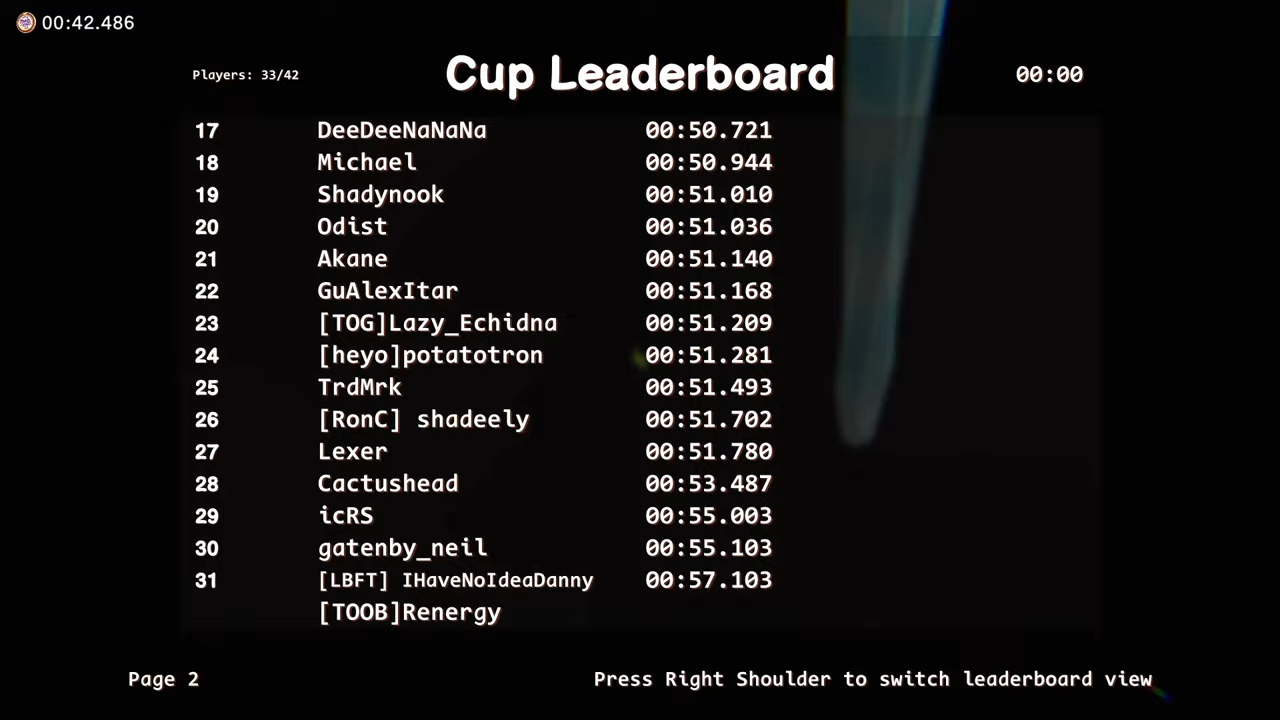 00:42.486
Players: 33/42 Cup Leaderboard 00:00
17 DeeDeeNaNaNa 00:50.721
18 Michael 00:50.944
19 Shadynook 00:51.010
20 Odist 00:51.036
21 Akane 00:51.140
22 GuAlexItar 00:51.168
23 [TOG]Lazy_Echidna 00:51.209
24 [heyo]potatotron 00:51.281
25 TrdMrk 00:51.493
26 [RonC] shadeely 00:51.702
27 Lexer 00:51.780
28 Cactushead 00:53.487
29 icRS 00:55.003
30 gatenby_neil 00:55.103
31 [LBFT] IHaveNoIdeaDanny 00:57.103
[TOOB]Renergy
Page 2 Press Right Shoulder to switch leaderboard view